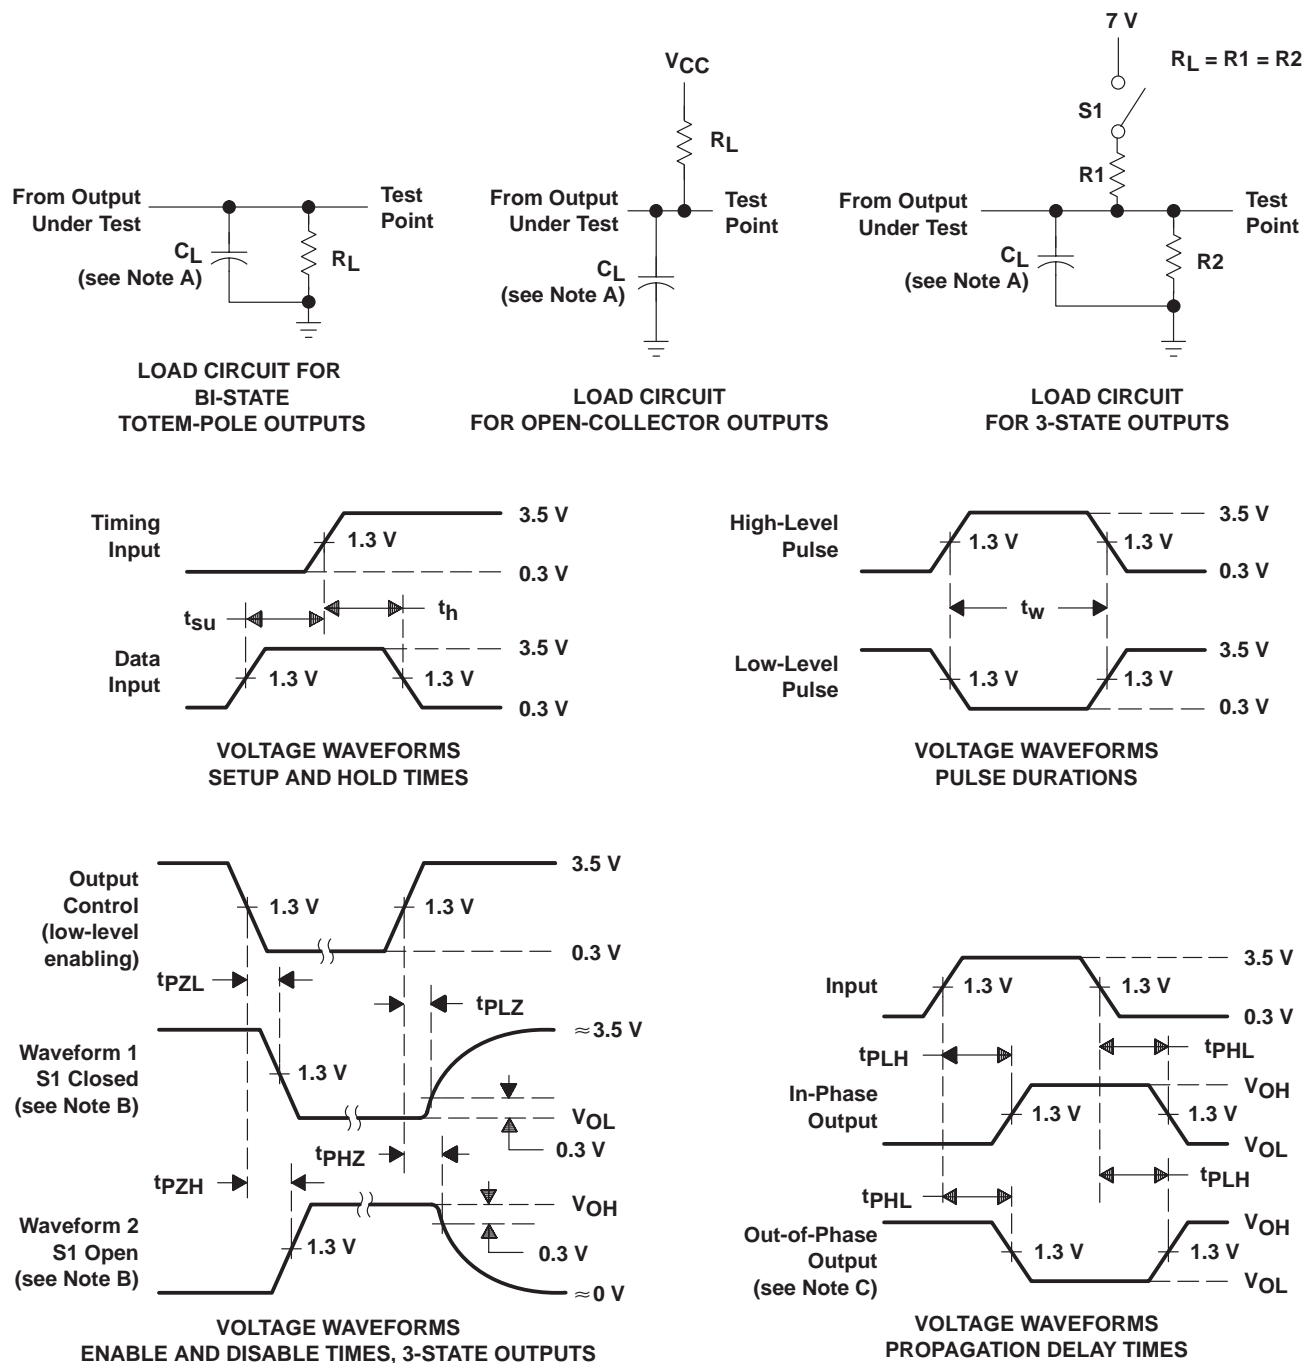 7 V
RL = R1 = R2
S1
R1
From Output
Under Test
Test
Point
CL
(see Note A)
RL
LOAD CIRCUIT FOR
BI-STATE
TOTEM-POLE OUTPUTS
VCC
RL
From Output
Under Test
Test
Point
CL
(see Note A)
LOAD CIRCUIT
FOR OPEN-COLLECTOR OUTPUTS
From Output
Under Test
Test
Point
CL
(see Note A)
R2
LOAD CIRCUIT
FOR 3-STATE OUTPUTS
Timing
Input
1.3 V
3.5 V
0.3 V
tsu
th
Data
Input
1.3 V
1.3 V
3.5 V
0.3 V
VOLTAGE WAVEFORMS
SETUP AND HOLD TIMES
High-Level
Pulse
1.3 V
1.3 V
3.5 V
0.3 V
tw
Low-Level
Pulse
1.3 V
1.3 V
3.5 V
0.3 V
VOLTAGE WAVEFORMS
PULSE DURATIONS
Output
Control
(low-level
enabling)
1.3 V
1.3 V
3.5 V
0.3 V
tPZL
tPLZ
Waveform 1
S1 Closed
(see Note B)
1.3 V
≈3.5 V
VOL
0.3 V
tPHZ
tPZH
Waveform 2
S1 Open
(see Note B)
1.3 V
VOH
0.3 V
≈0 V
VOLTAGE WAVEFORMS
ENABLE AND DISABLE TIMES, 3-STATE OUTPUTS
Input
1.3 V
1.3 V
3.5 V
0.3 V
tPLH
tPHL
In-Phase
Output
1.3 V
1.3 V
VOH
VOL
tPHL
tPLH
Out-of-Phase
Output
(see Note C)
1.3 V
1.3 V
VOH
VOL
VOLTAGE WAVEFORMS
PROPAGATION DELAY TIMES